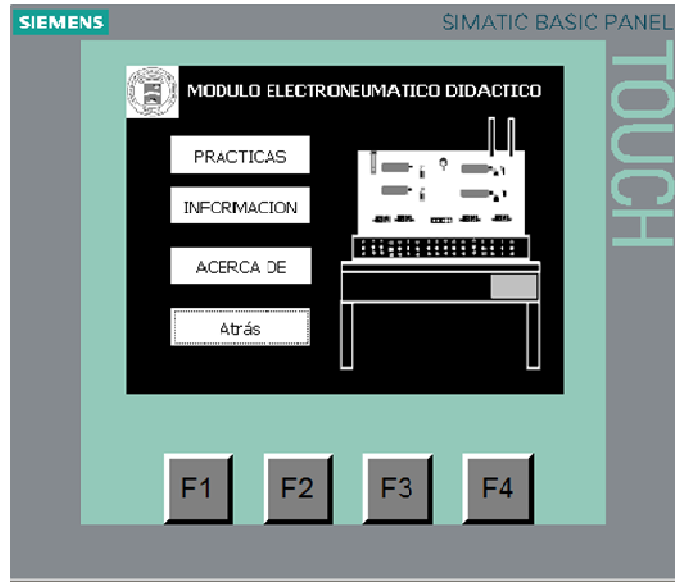 SIEMENS
SIMATIC BASIC PANEL
TOUCH
MODULO ELECTRONEUMATICO DIDACTICO
PRACTICAS
INFORMACION
ACERCA DE
Atrás
F1 F2 F3 F4